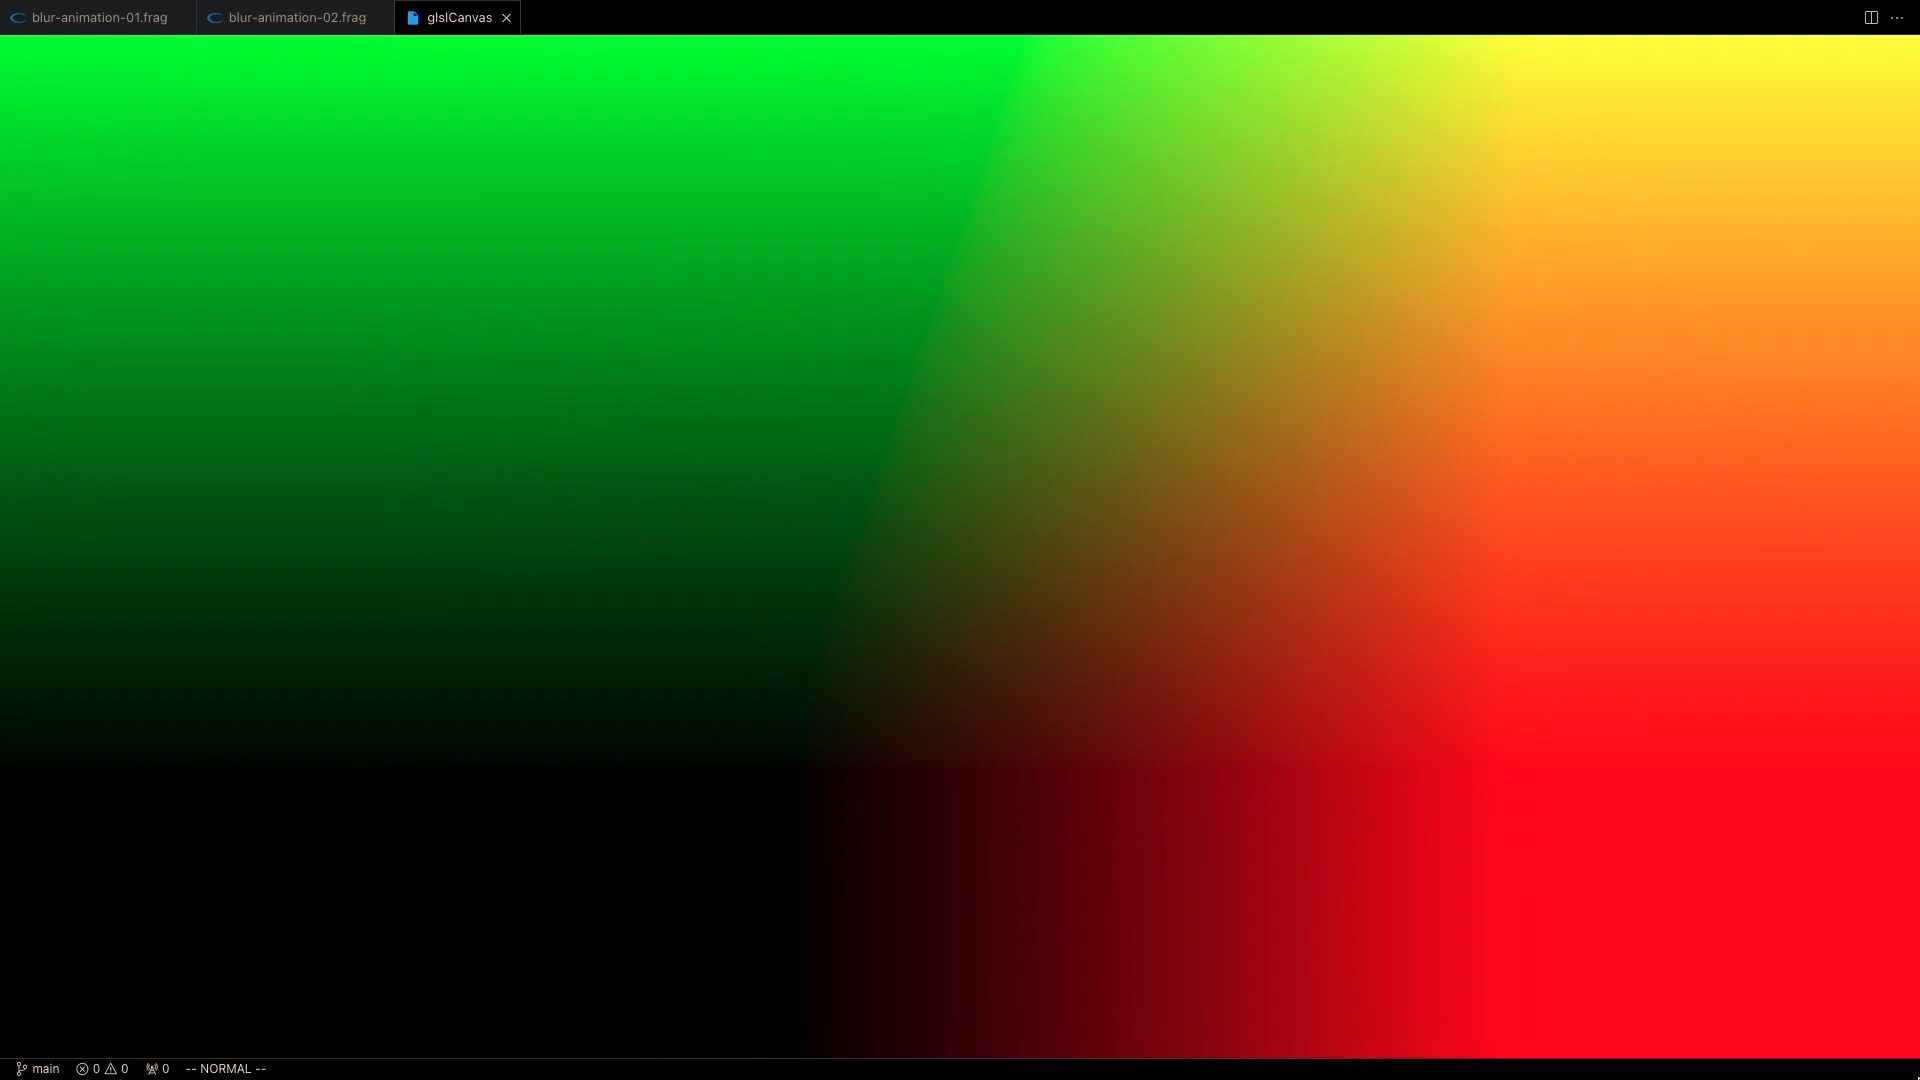 blur-animation-01.frag blur-animation-02.frag glslCanvas
main 0 0 0 -- NORMAL --